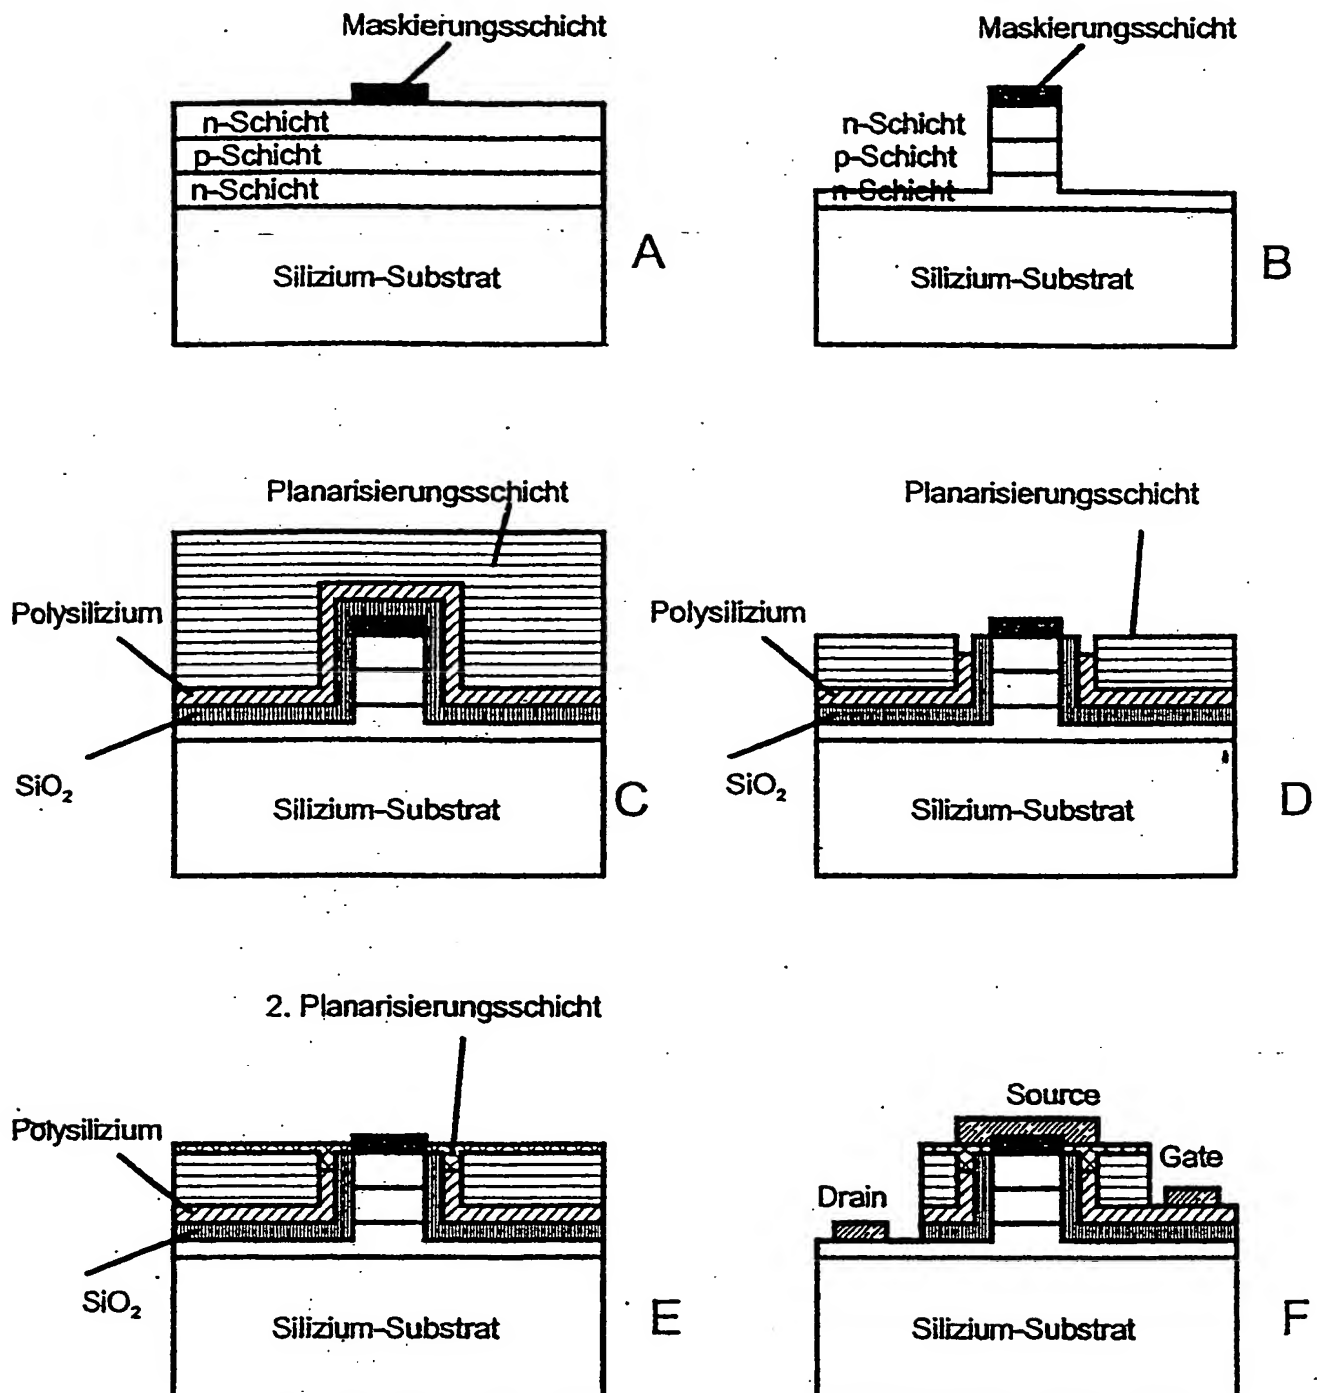 Maskierungsschicht
n-Schicht
p-Schicht
n-Schicht
Silizium-Substrat
A
Maskierungsschicht
n-Schicht
p-Schicht
n-Schicht
Silizium-Substrat
B
Planarisierungsschicht
Polysilizium
SiO₂
Silizium-Substrat
C
Planarisierungsschicht
Polysilizium
SiO₂
Silizium-Substrat
D
2. Planarisierungsschicht
Polysilizium
SiO₂
Silizium-Substrat
E
Source
Gate
Drain
Silizium-Substrat
F